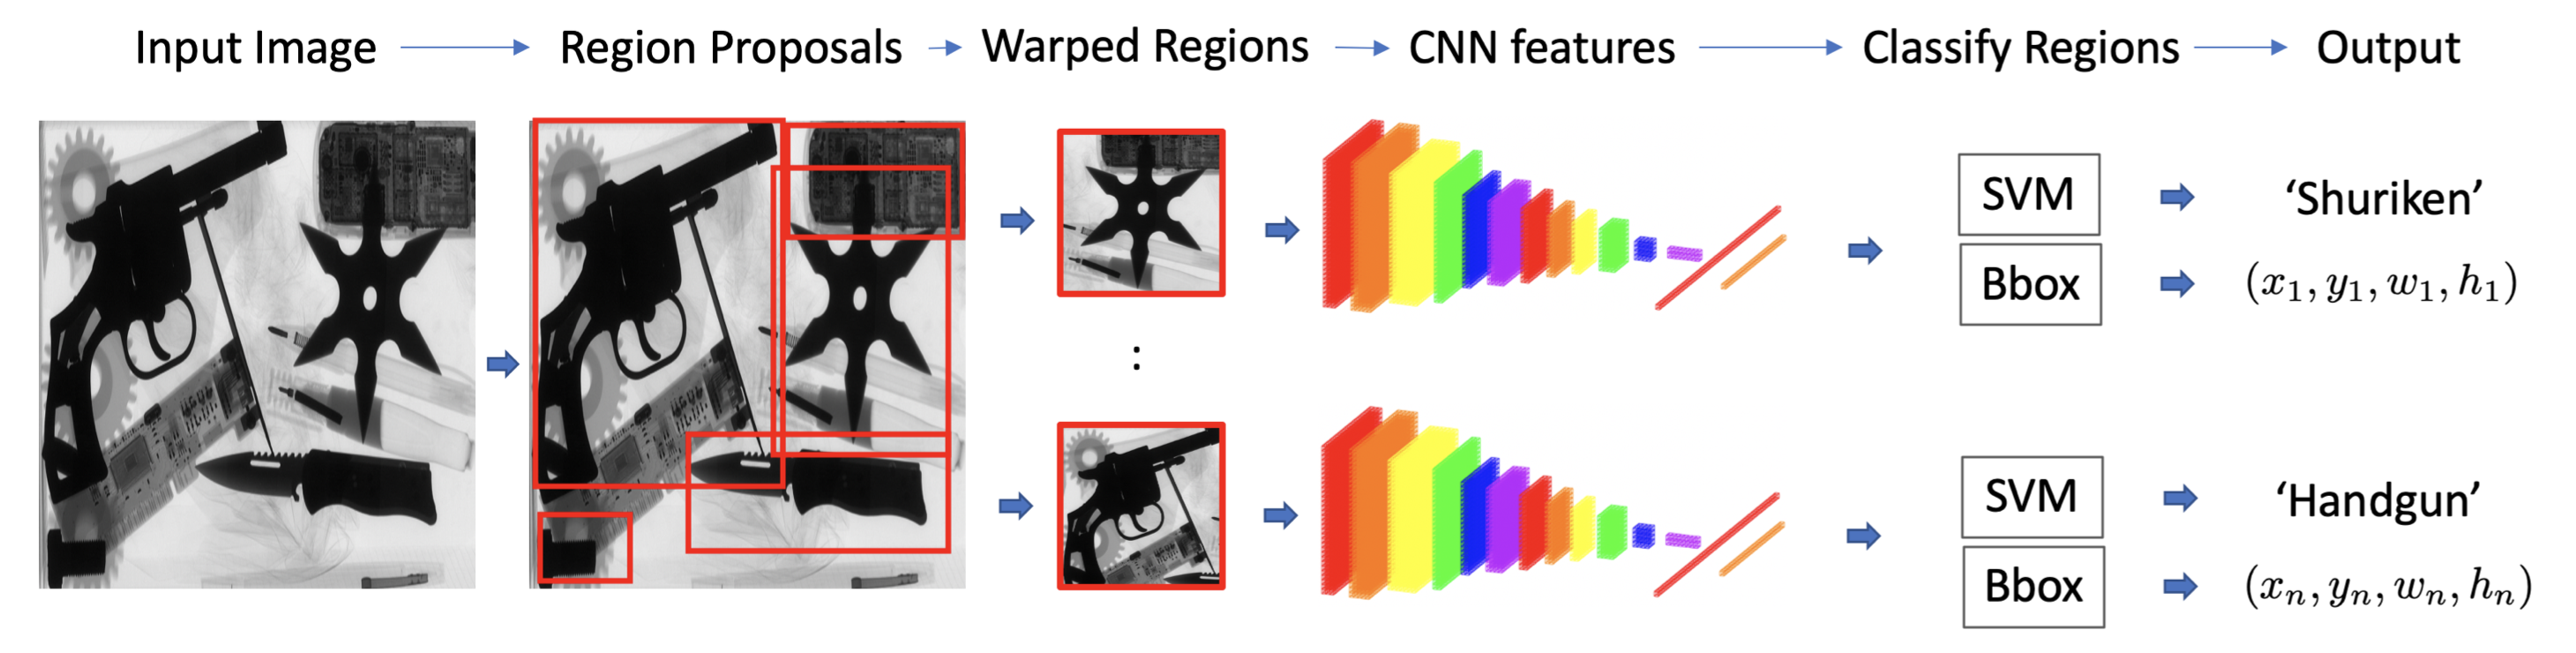 Input Image
Region Proposals
Warped Regions
CNN features
Classify Regions
Output
SVM
Bbox
‘Shuriken’
(x₁, y₁, w₁, h₁)
:
SVM
Bbox
‘Handgun’
(xₙ, yₙ, wₙ, hₙ)